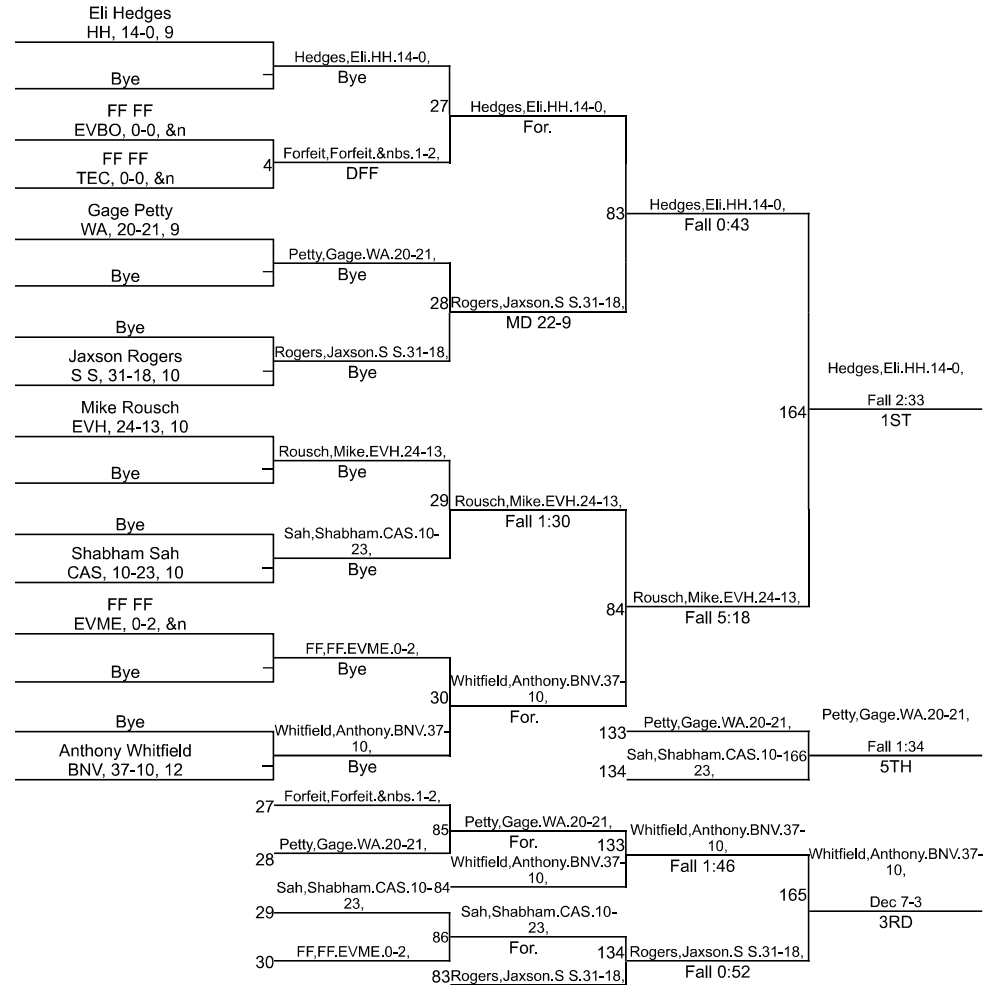 Eli Hedges
HH, 14-0, 9
Bye
Hedges,Eli.HH.14-0,
Bye
FF FF
EVBO, 0-0, &n
4
FF FF
TEC, 0-0, &n
Forfeit,Forfeit.&nbs.1-2,
DFF
27
Hedges,Eli.HH.14-0,
For.
Gage Petty
WA, 20-21, 9
Bye
Petty,Gage.WA.20-21,
Bye
Bye
Jaxson Rogers
S S, 31-18, 10
Rogers,Jaxson.S S.31-18,
Bye
28
Rogers,Jaxson.S S.31-18,
MD 22-9
83
Hedges,Eli.HH.14-0,
Fall 0:43
Mike Rousch
EVH, 24-13, 10
Bye
Rousch,Mike.EVH.24-13,
Bye
Bye
Shabham Sah
CAS, 10-23, 10
Sah,Shabham.CAS.10-
23,
Bye
29
Rousch,Mike.EVH.24-13,
Fall 1:30
FF FF
EVME, 0-2, &n
Bye
FF,FF.EVME.0-2,
Bye
Bye
Anthony Whitfield
BNV, 37-10, 12
Whitfield,Anthony.BNV.37-
10,
Bye
30
Whitfield,Anthony.BNV.37-
10,
For.
84
Rousch,Mike.EVH.24-13,
Fall 5:18
164
Hedges,Eli.HH.14-0,
Fall 2:33
1ST
133
Petty,Gage.WA.20-21,
134
Sah,Shabham.CAS.10-
23,
166
Petty,Gage.WA.20-21,
Fall 1:34
5TH
27
Forfeit,Forfeit.&nbs.1-2,
28
Petty,Gage.WA.20-21,
85
Petty,Gage.WA.20-21,
For.
84
Whitfield,Anthony.BNV.37-
10,
133
Whitfield,Anthony.BNV.37-
10,
Fall 1:46
29
Sah,Shabham.CAS.10-
23,
30
FF,FF.EVME.0-2,
86
Sah,Shabham.CAS.10-
23,
For.
83
Rogers,Jaxson.S S.31-18,
134
Rogers,Jaxson.S S.31-18,
Fall 0:52
165
Whitfield,Anthony.BNV.37-
10,
Dec 7-3
3RD